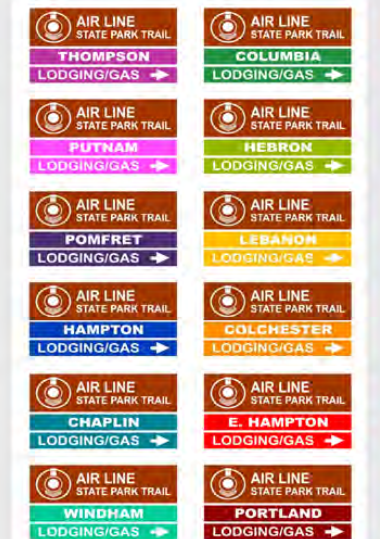 AIR LINE
STATE PARK TRAIL
THOMPSON
LODGING/GAS
AIR LINE
STATE PARK TRAIL
COLUMBIA
LODGING/GAS
AIR LINE
STATE PARK TRAIL
PUTNAM
LODGING/GAS
AIR LINE
STATE PARK TRAIL
HEBRON
LODGING/GAS
AIR LINE
STATE PARK TRAIL
POMFRET
LODGING/GAS
AIR LINE
STATE PARK TRAIL
LEBANON
LODGING/GAS
AIR LINE
STATE PARK TRAIL
HAMPTON
LODGING/GAS
AIR LINE
STATE PARK TRAIL
COLCHESTER
LODGING/GAS
AIR LINE
STATE PARK TRAIL
CHAPLIN
LODGING/GAS
AIR LINE
STATE PARK TRAIL
E. HAMPTON
LODGING/GAS
AIR LINE
STATE PARK TRAIL
WINDHAM
LODGING/GAS
AIR LINE
STATE PARK TRAIL
PORTLAND
LODGING/GAS